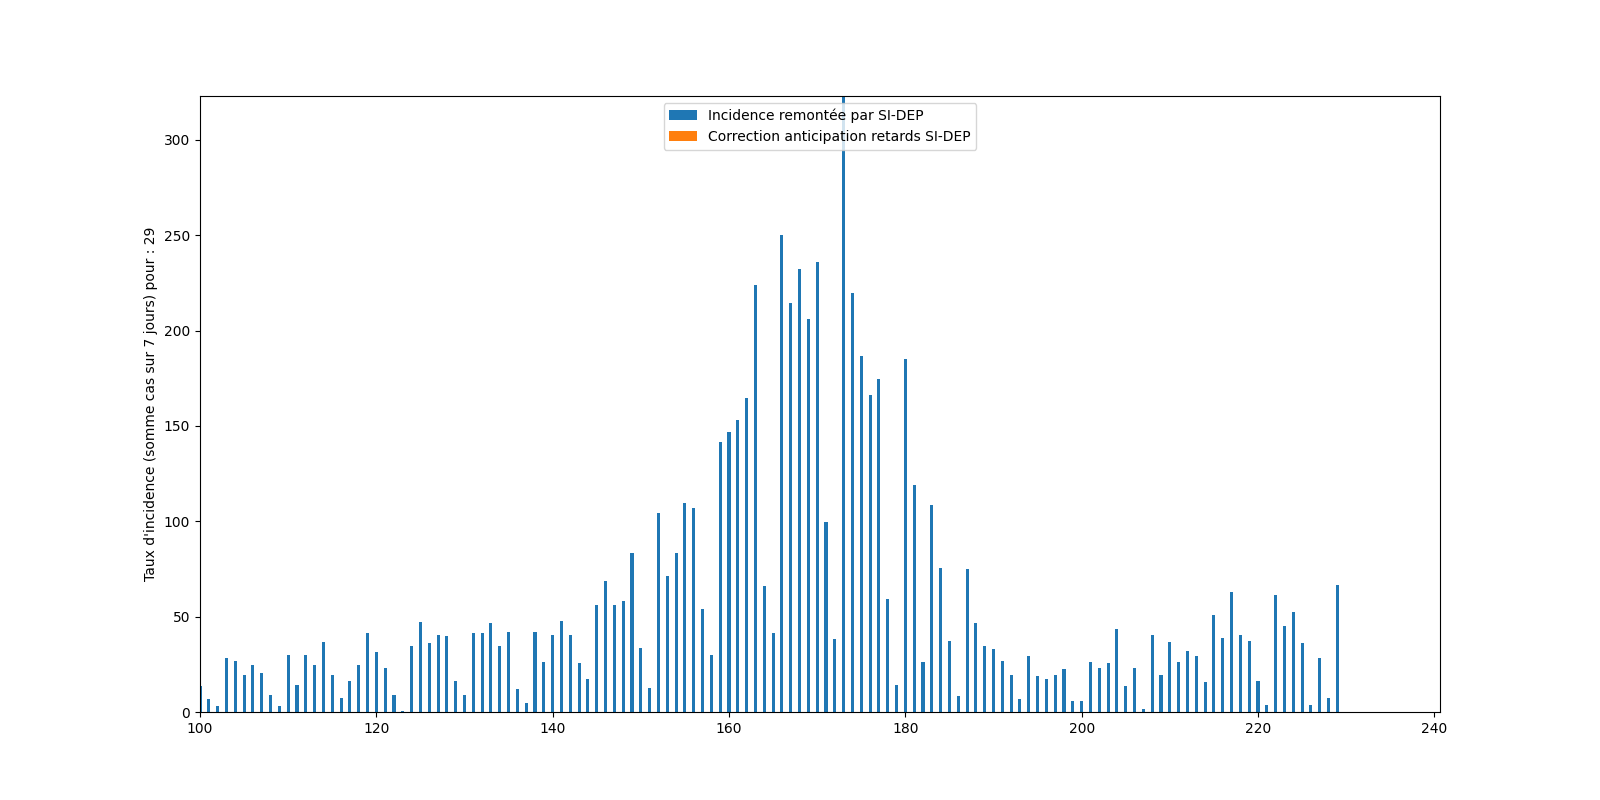 Incidence remontée par SI-DEP
Correction anticipation retards SI-DEP
Taux d'incidence (somme cas sur 7 jours) pour : 29
300
250
200
150
100
50
0
100 120 140 160 180 200 220 240